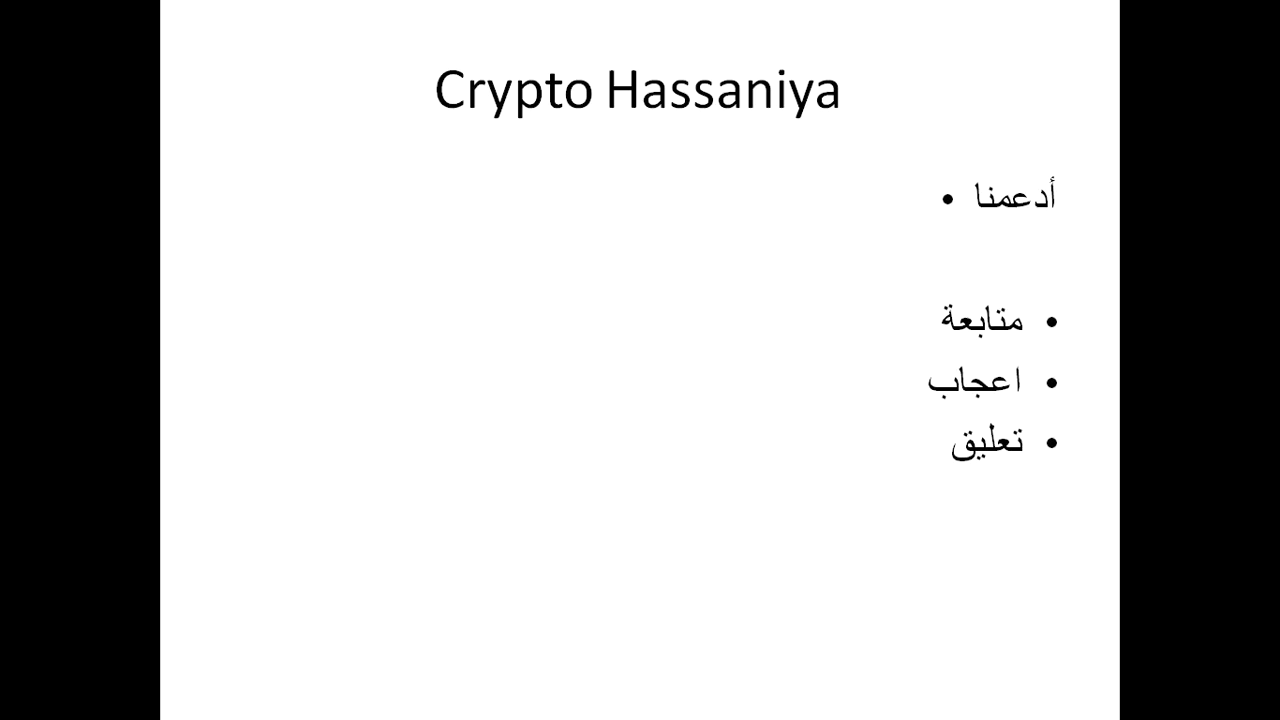 Crypto Hassaniya
أدعمنا •
• متابعة
• اعجاب
• تعليق